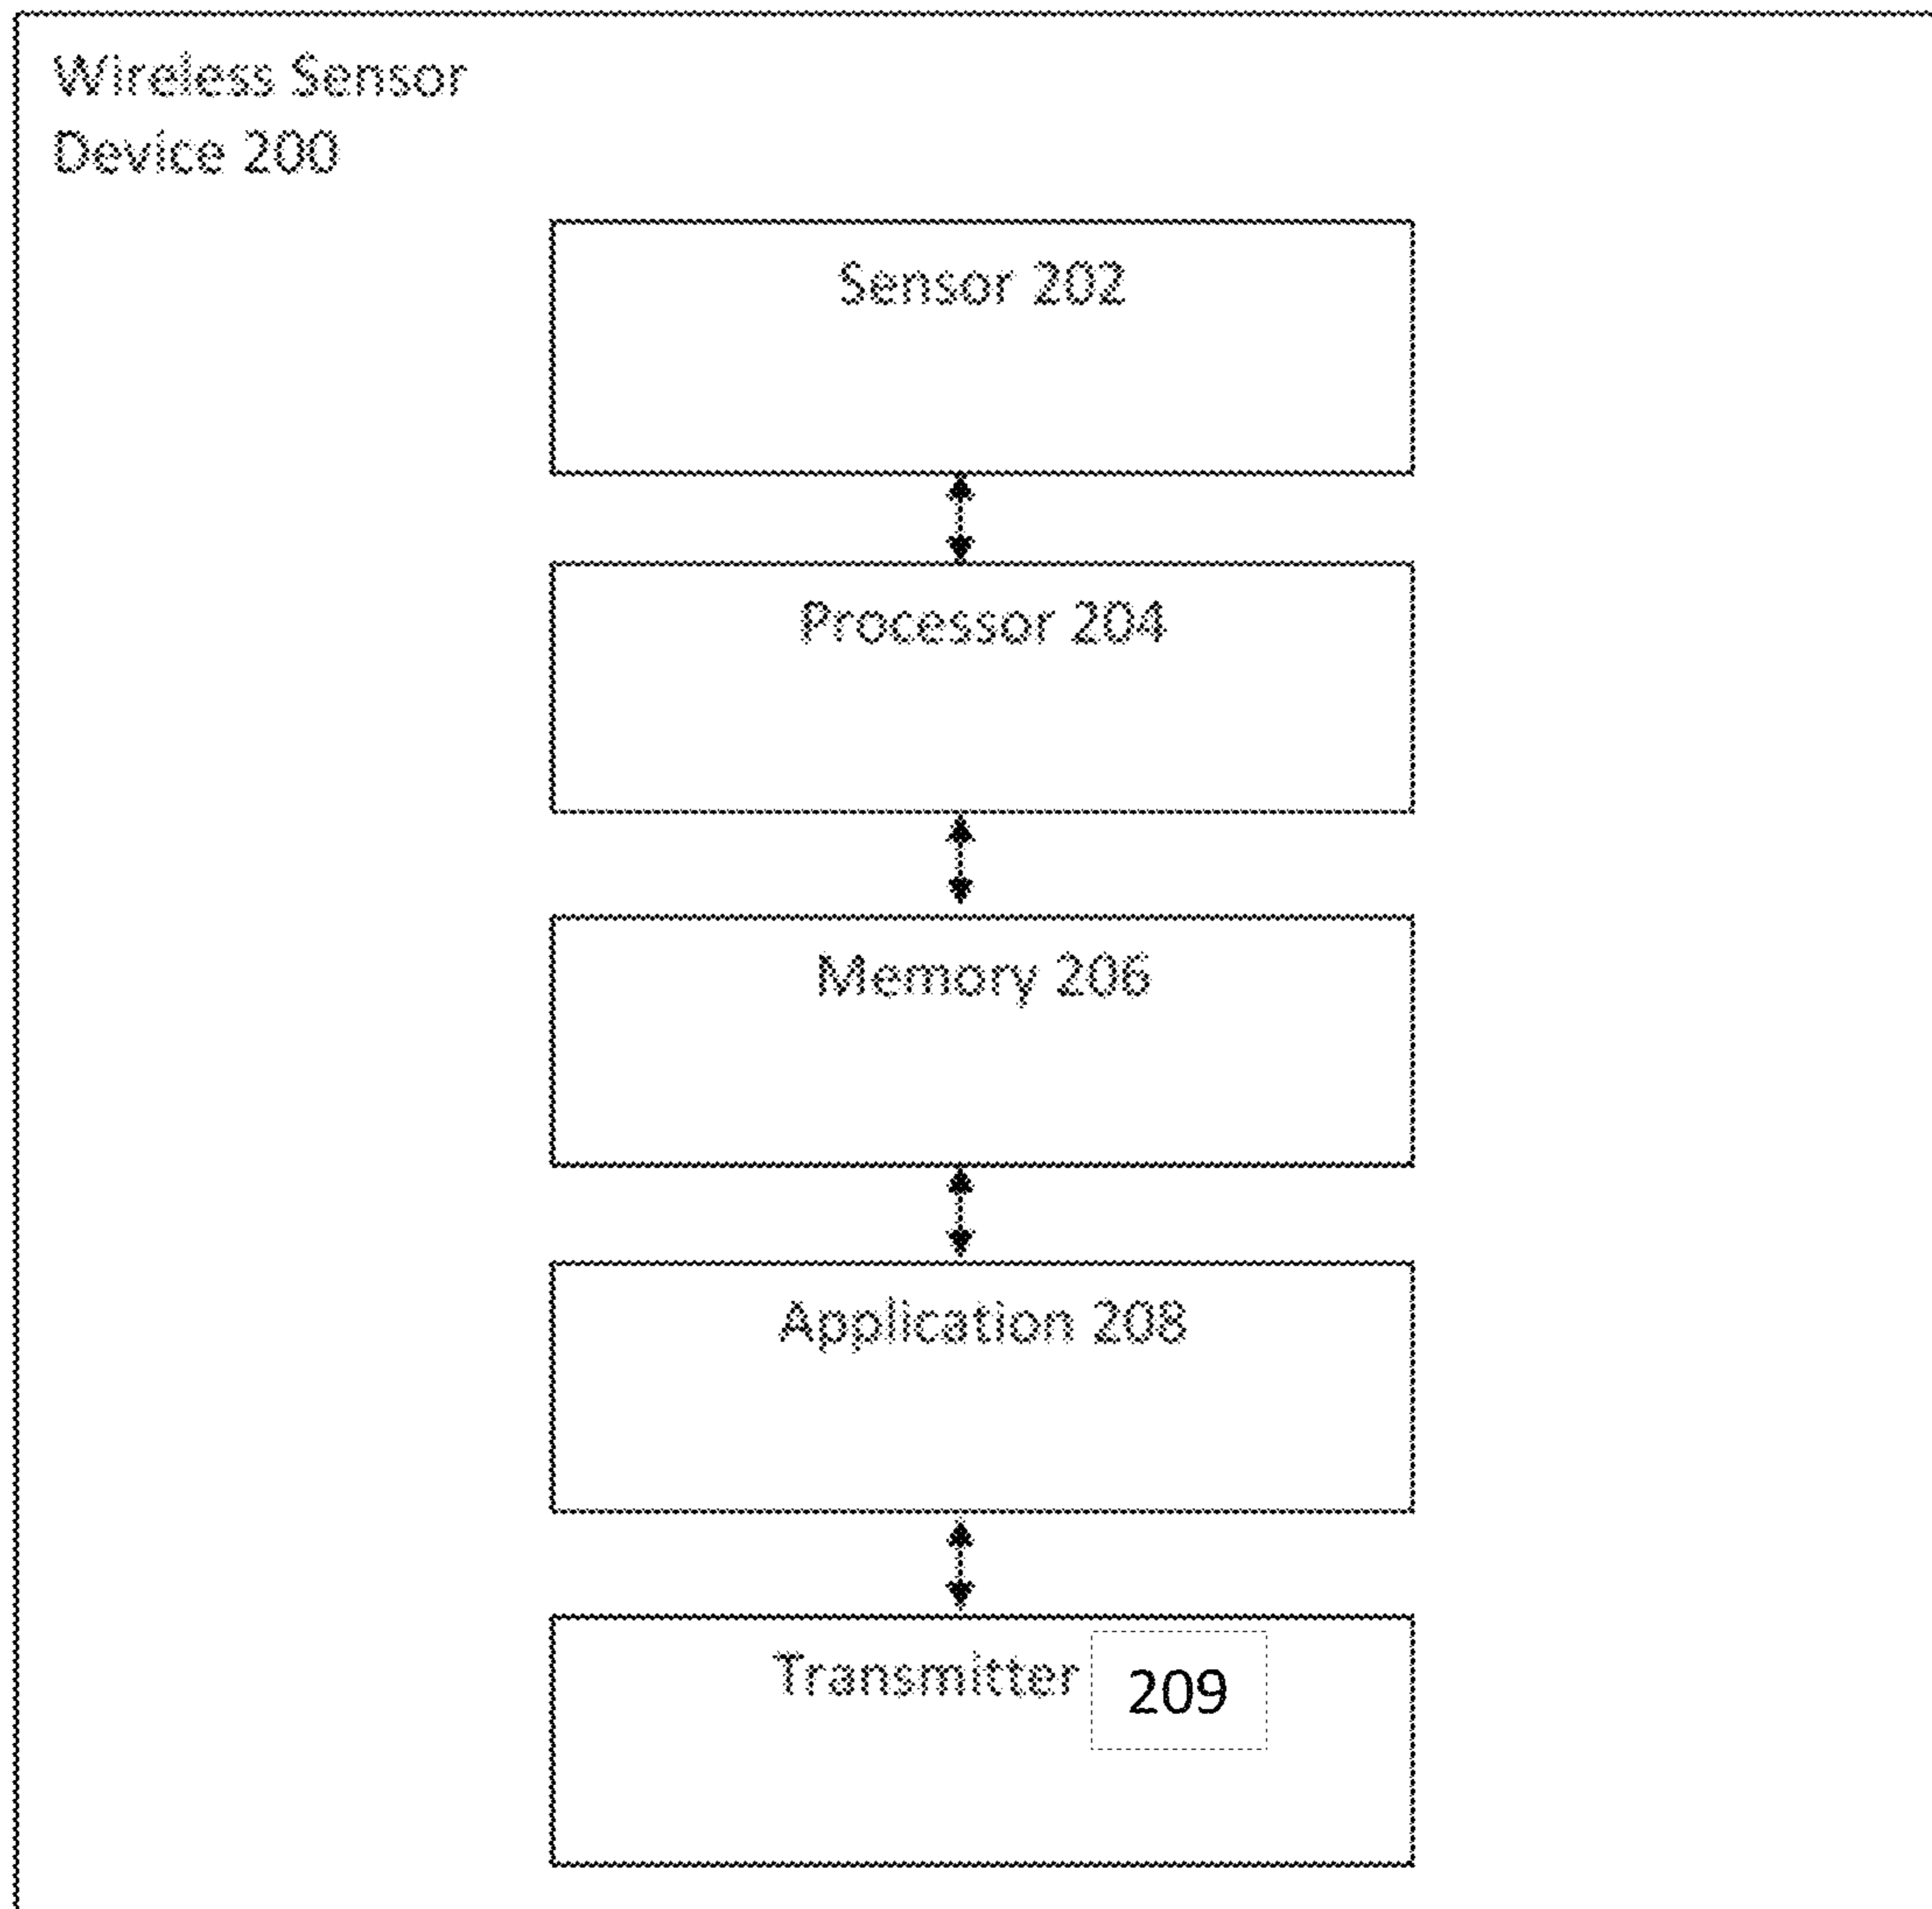 Wireless Sensor
Device 200
Sensor 202
Processor 204
Memory 206
Application 208
Transmitter 209